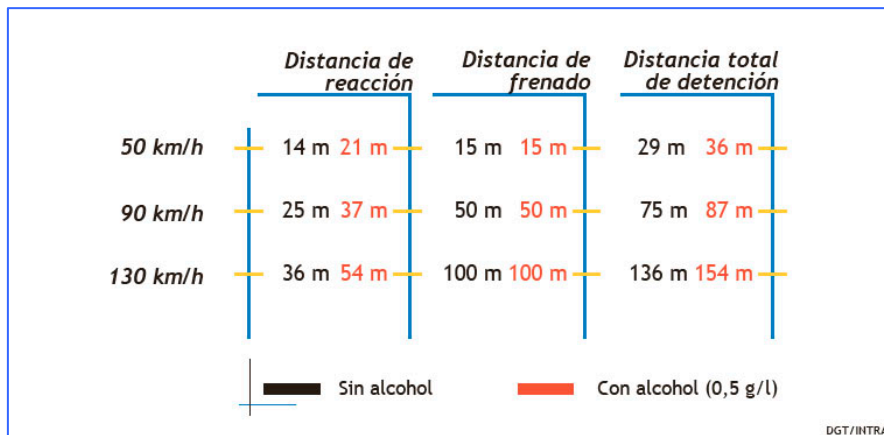 Distancia de reacción
Distancia de frenado
Distancia total de detención
50 km/h 14 m 21 m 15 m 15 m 29 m 36 m
90 km/h 25 m 37 m 50 m 50 m 75 m 87 m
130 km/h 36 m 54 m 100 m 100 m 136 m 154 m
Sin alcohol Con alcohol (0,5 g/l)
DGT/INTRA